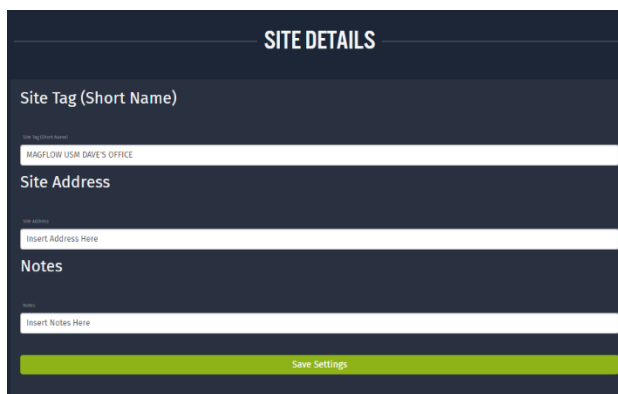 SITE DETAILS
Site Tag (Short Name)
Site Tag (Short Name)
MAGFLOW USM DAVE'S OFFICE
Site Address
Site Address
Insert Address Here
Notes
Notes
Insert Notes Here
Save Settings